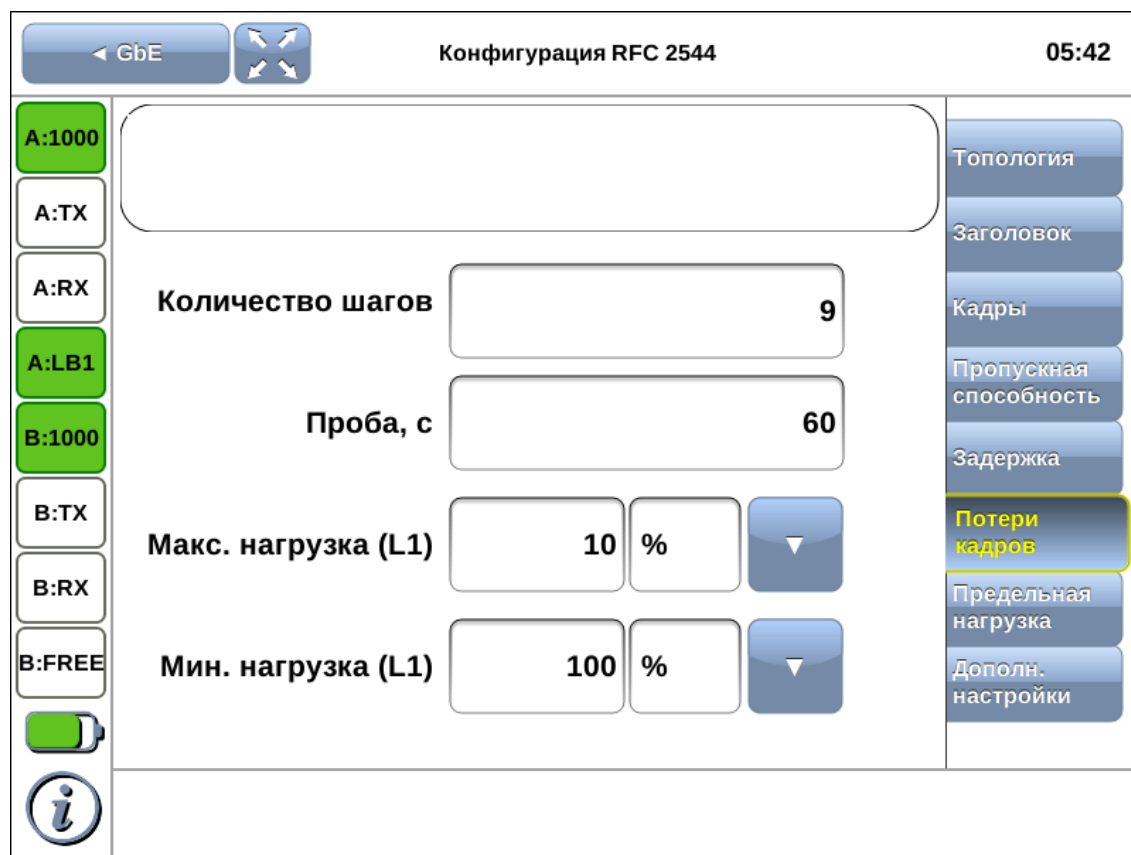 ◄ GbE
Конфигурация RFC 2544
05:42
A:1000
A:TX
A:RX
A:LB1
B:1000
B:TX
B:RX
B:FREE
i
Количество шагов
9
Проба, с
60
Макс. нагрузка (L1)
10 %
Мин. нагрузка (L1)
100 %
Топология
Заголовок
Кадры
Пропускная
способность
Задержка
Потери
кадров
Предельная
нагрузка
Дополн.
настройки